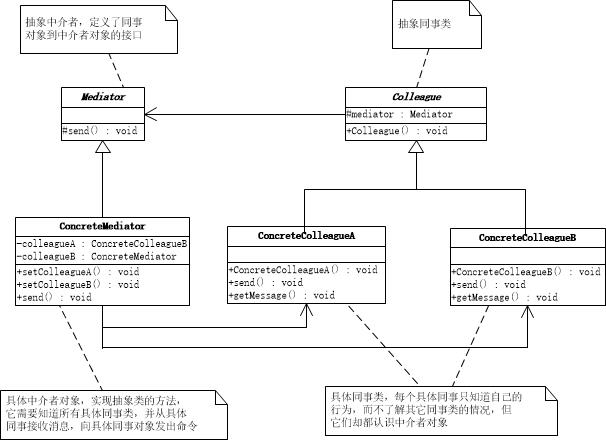 抽象中介者，定义了同事
对象到中介者对象的接口
抽象同事类
Mediator
#send() : void
Colleague
#mediator : Mediator
+Colleague() : void
ConcreteMediator
-colleagueA : ConcreteColleagueB
-colleagueB : ConcreteMediator
+setColleagueA() : void
+setColleagueB() : void
+send() : void
ConcreteColleagueA
+ConcreteColleagueA() : void
+send() : void
+getMessage() : void
ConcreteColleagueB
+ConcreteColleagueB() : void
+send() : void
+getMessage() : void
具体中介者对象，实现抽象类的方法，
它需要知道所有具体同事类，并从具体
同事接收消息，向具体同事对象发出命令
具体同事类，每个具体同事只知道自己的
行为，而不了解其它同事类的情况，但
它们却都认识中介者对象